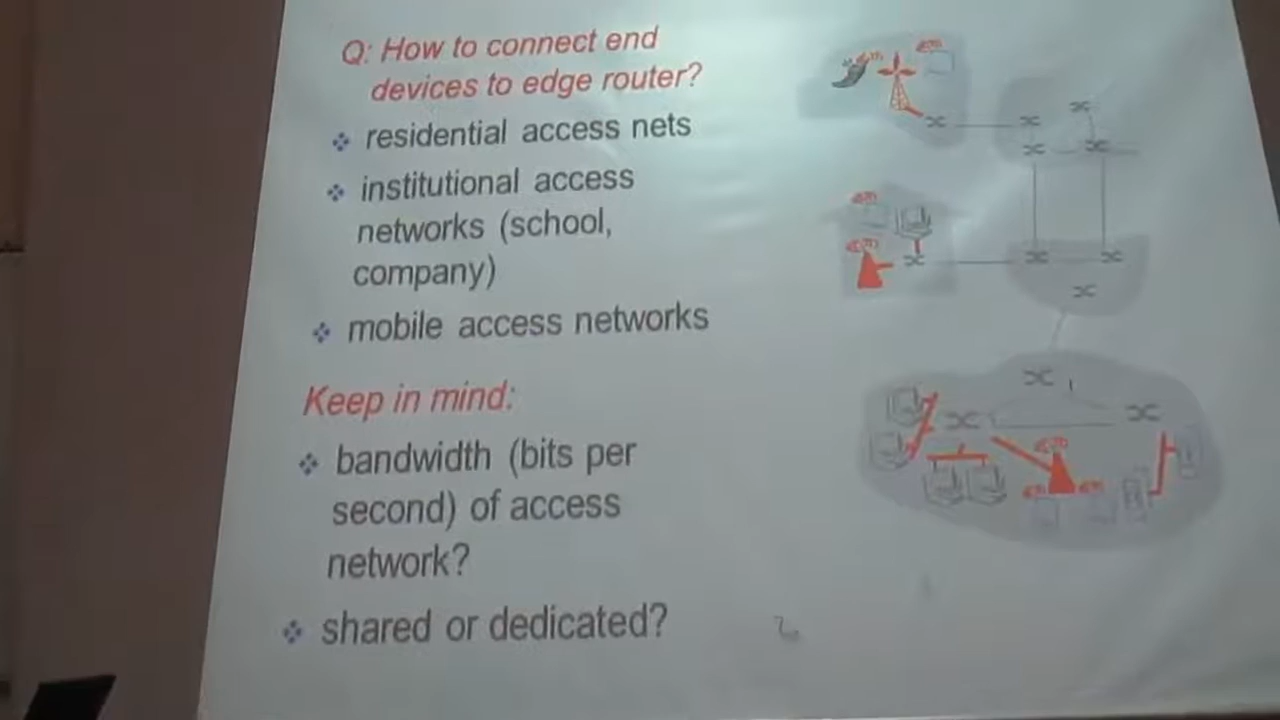 Q: How to connect end
devices to edge router?
residential access nets
institutional access
networks (school,
company)
mobile access networks
Keep in mind:
bandwidth (bits per
second) of access
network?
shared or dedicated?